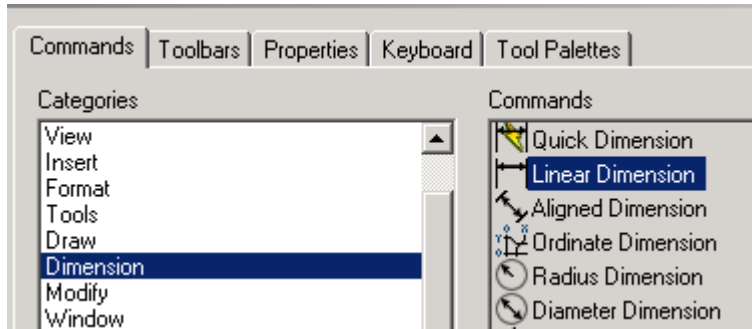 Commands Toolbars Properties Keyboard Tool Palettes
Categories
View
Insert
Format
Tools
Draw
Dimension
Modify
Window
Commands
Quick Dimension
Linear Dimension
Aligned Dimension
Ordinate Dimension
Radius Dimension
Diameter Dimension